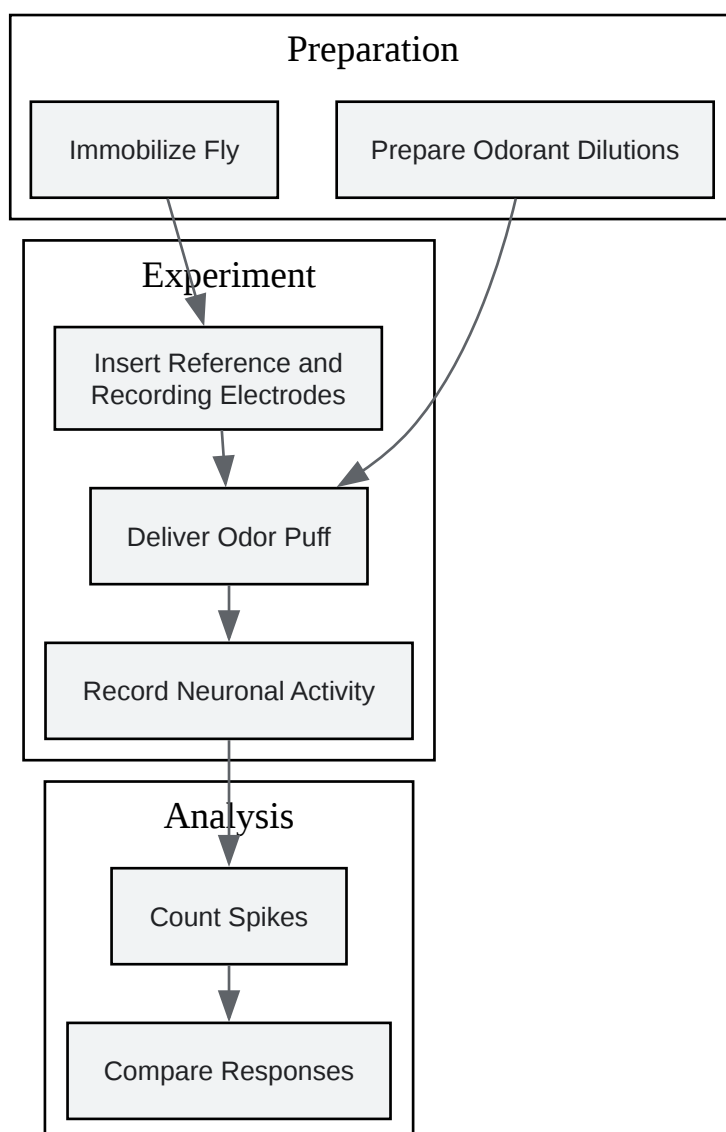 Preparation
Immobilize Fly
Prepare Odorant Dilutions
Experiment
Insert Reference and
Recording Electrodes
Deliver Odor Puff
Record Neuronal Activity
Analysis
Count Spikes
Compare Responses